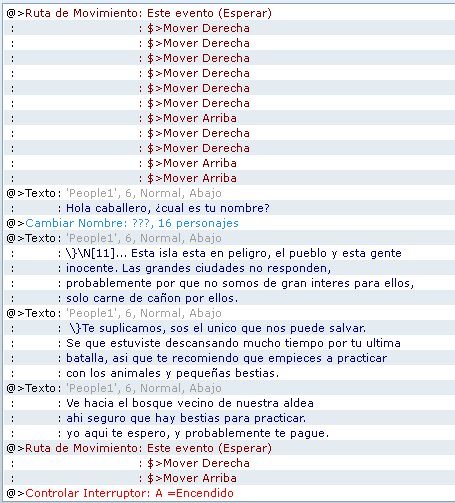 @>Ruta de Movimiento: Este evento (Esperar)
: : $>Mover Derecha
: : $>Mover Derecha
: : $>Mover Derecha
: : $>Mover Derecha
: : $>Mover Derecha
: : $>Mover Derecha
: : $>Mover Arriba
: : $>Mover Derecha
: : $>Mover Derecha
: : $>Mover Arriba
: : $>Mover Arriba
@>Texto: 'People1', 6, Normal, Abajo
: : Hola caballero, ¿cual es tu nombre?
@>Cambiar Nombre: ???, 16 personajes
@>Texto: 'People1', 6, Normal, Abajo
: : \}\N[11]... Esta isla esta en peligro, el pueblo y esta gente
: : inocente. Las grandes ciudades no responden,
: : probablemente por que no somos de gran interes para ellos,
: : solo carne de cañon por ellos.
@>Texto: 'People1', 6, Normal, Abajo
: : \}Te suplicamos, sos el unico que nos puede salvar.
: : Se que estuviste descansando mucho tiempo por tu ultima
: : batalla, asi que te recomiendo que empieces a practicar
: : con los animales y pequeñas bestias.
@>Texto: 'People1', 6, Normal, Abajo
: : Ve hacia el bosque vecino de nuestra aldea
: : ahi seguro que hay bestias para practicar.
: : yo aqui te espero, y probablemente te pague.
@>Ruta de Movimiento: Este evento (Esperar)
: : $>Mover Derecha
: : $>Mover Arriba
@>Controlar Interruptor: A =Encendido